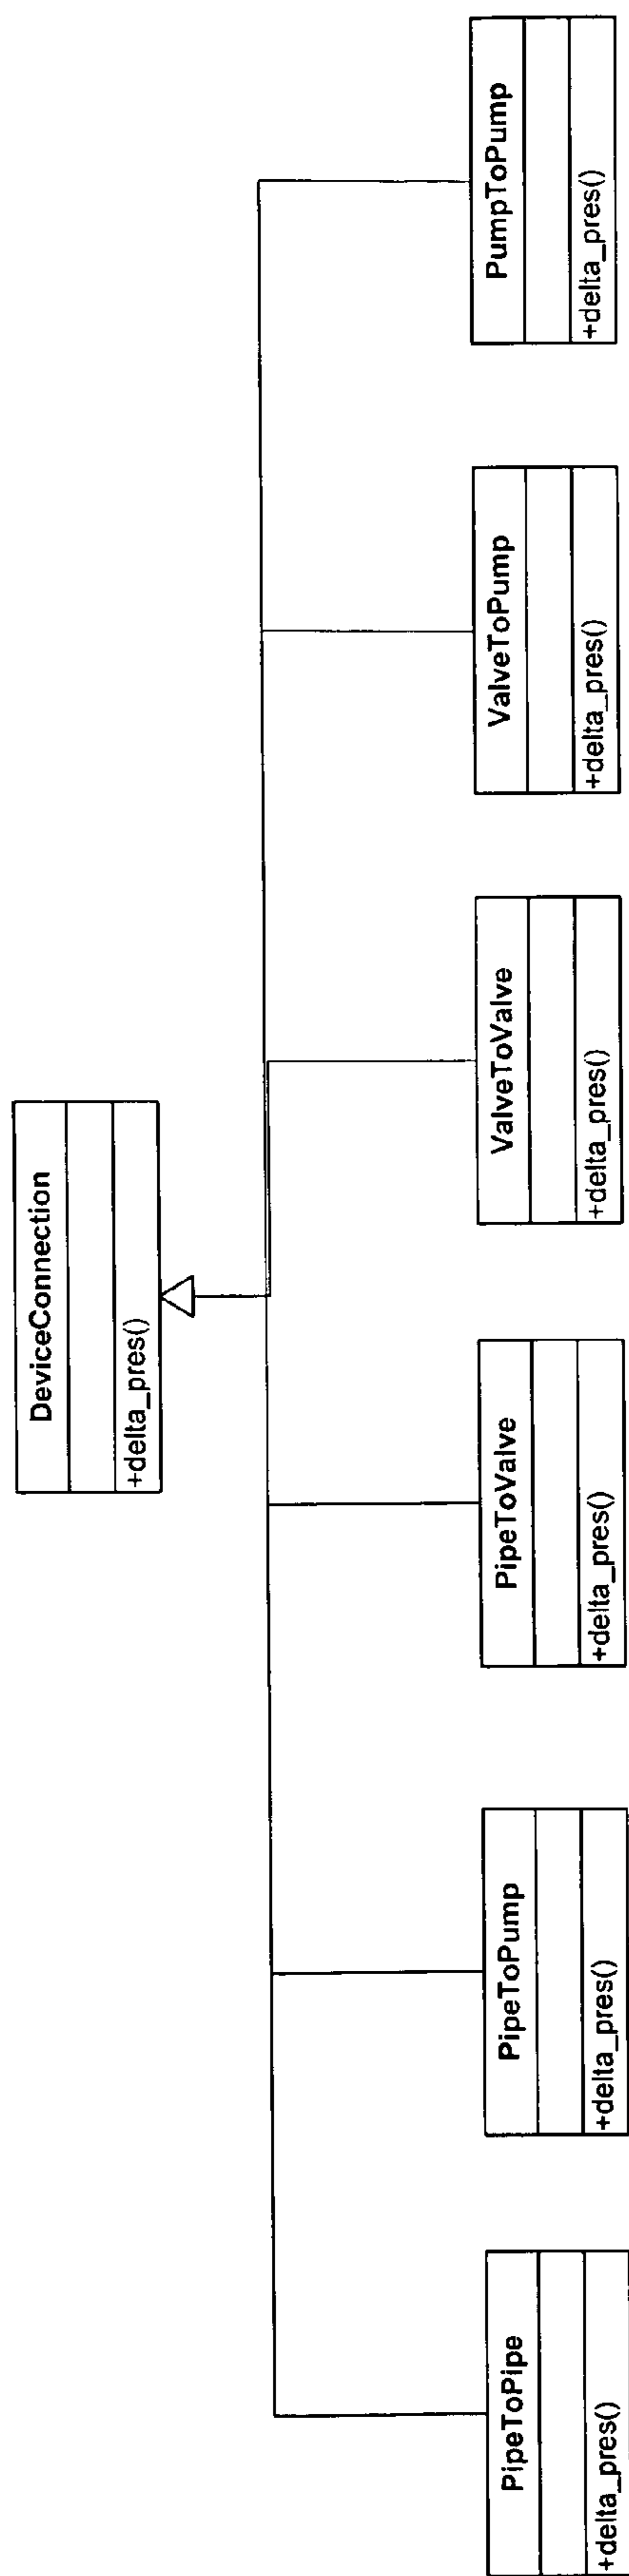 DeviceConnection
+delta_pres()
PipeToPipe
+delta_pres()
PipeToPump
+delta_pres()
PipeToValve
+delta_pres()
ValveToValve
+delta_pres()
ValveToPump
+delta_pres()
PumpToPump
+delta_pres()